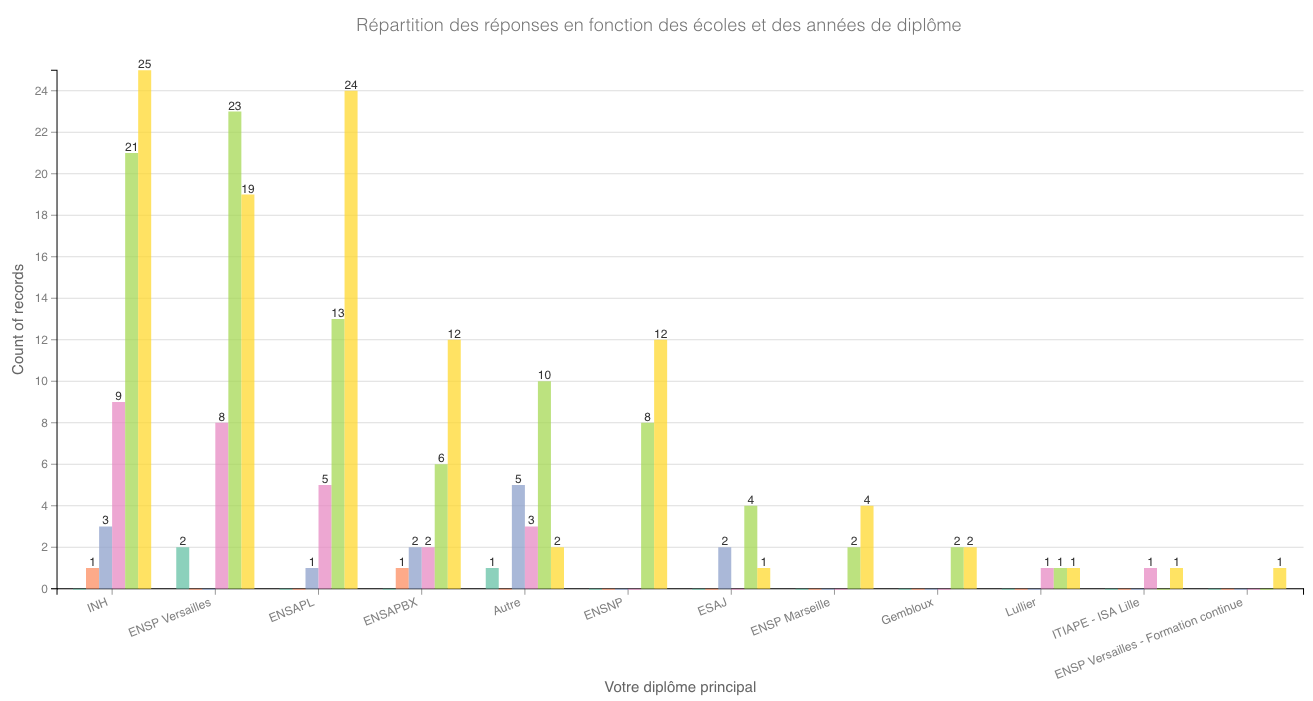 Répartition des réponses en fonction des écoles et des années de diplôme
Count of records
24
22
20
18
16
14
12
10
8
6
4
2
0
1 3 9 21 25
2 8 23 19
1 5 13 24
1 2 2 6 12
1 5 3 10 2
8 12
2 4 1
2 4
2 2
1 1 1
1 1
1
INH
ENSP Versailles
ENSAPL
ENSAPBX
Autre
ENSNP
ESAJ
ENSP Marseille
Gembloux
Lullier
ITIAPE - ISA Lille
ENSP Versailles - Formation continue
Votre diplôme principal